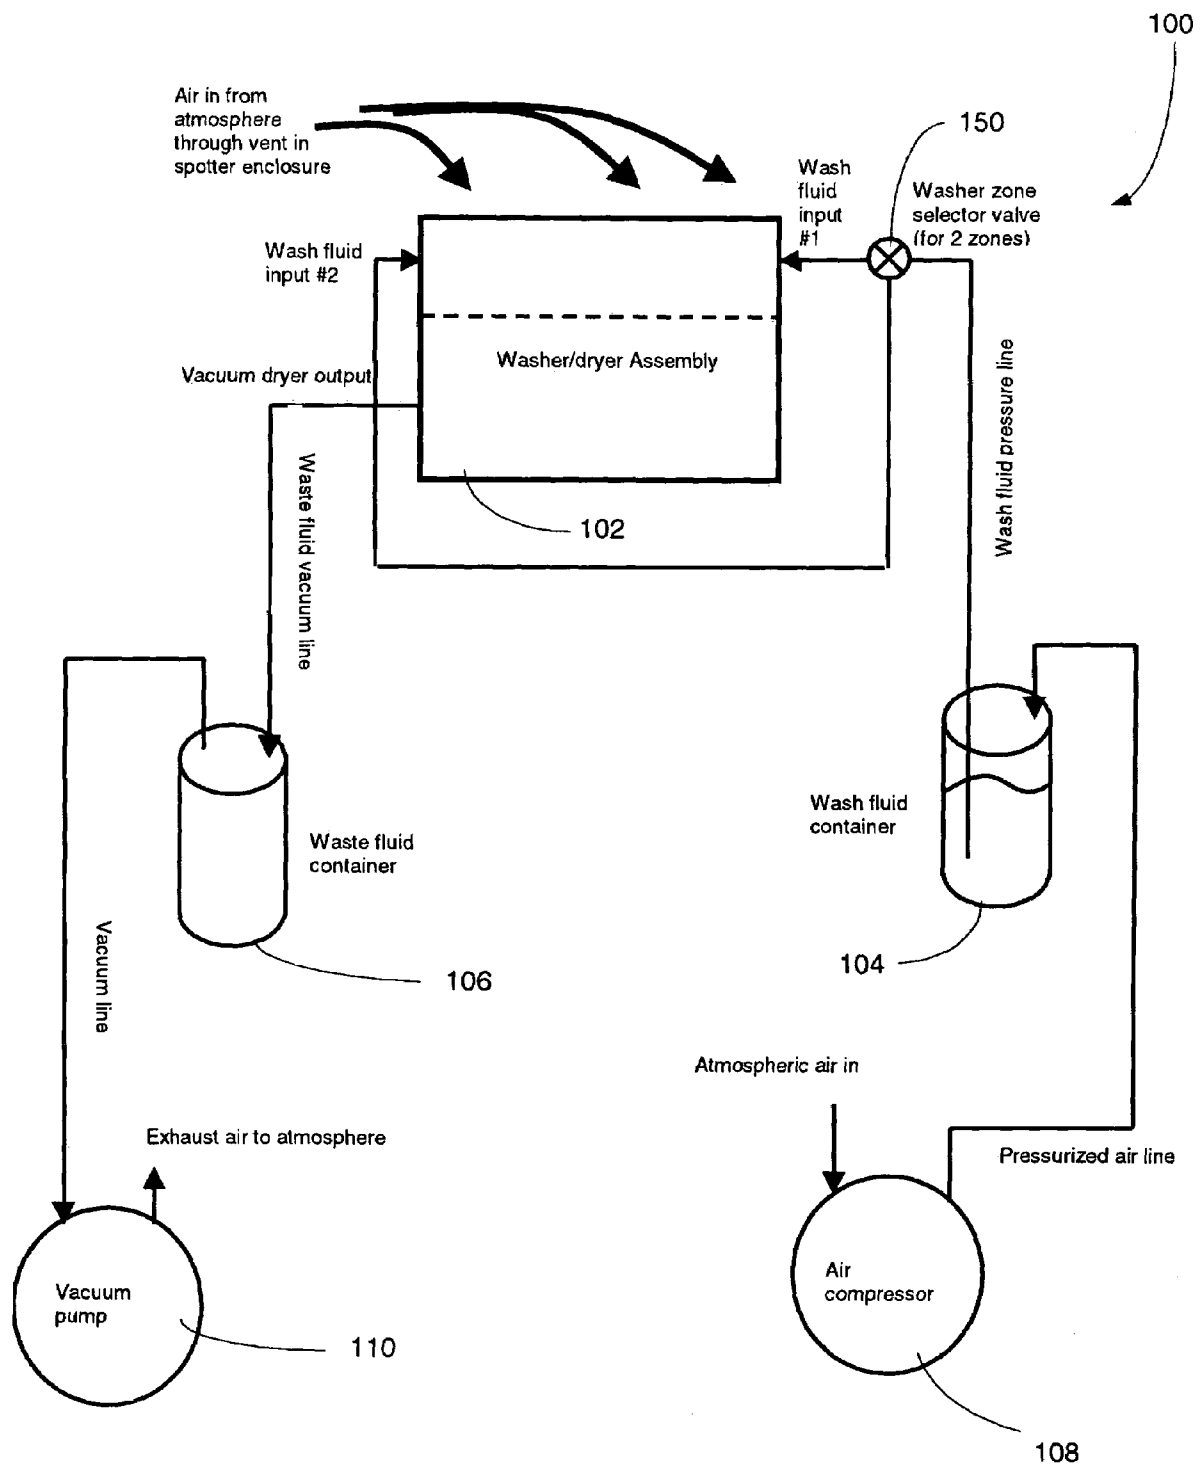 100
Air in from
atmosphere
through vent in
spotter enclosure
150
Wash
fluid
input
#1
Washer zone
selector valve
(for 2 zones)
Wash fluid
input #2
Washer/dryer Assembly
Vacuum dryer output
Wash fluid pressure line
Waste fluid vacuum line
102
Wash fluid
container
Waste fluid
container
104
106
Vacuum line
Atmospheric air in
Exhaust air to atmosphere
Pressurized air line
Air
compressor
Vacuum
pump
110
108